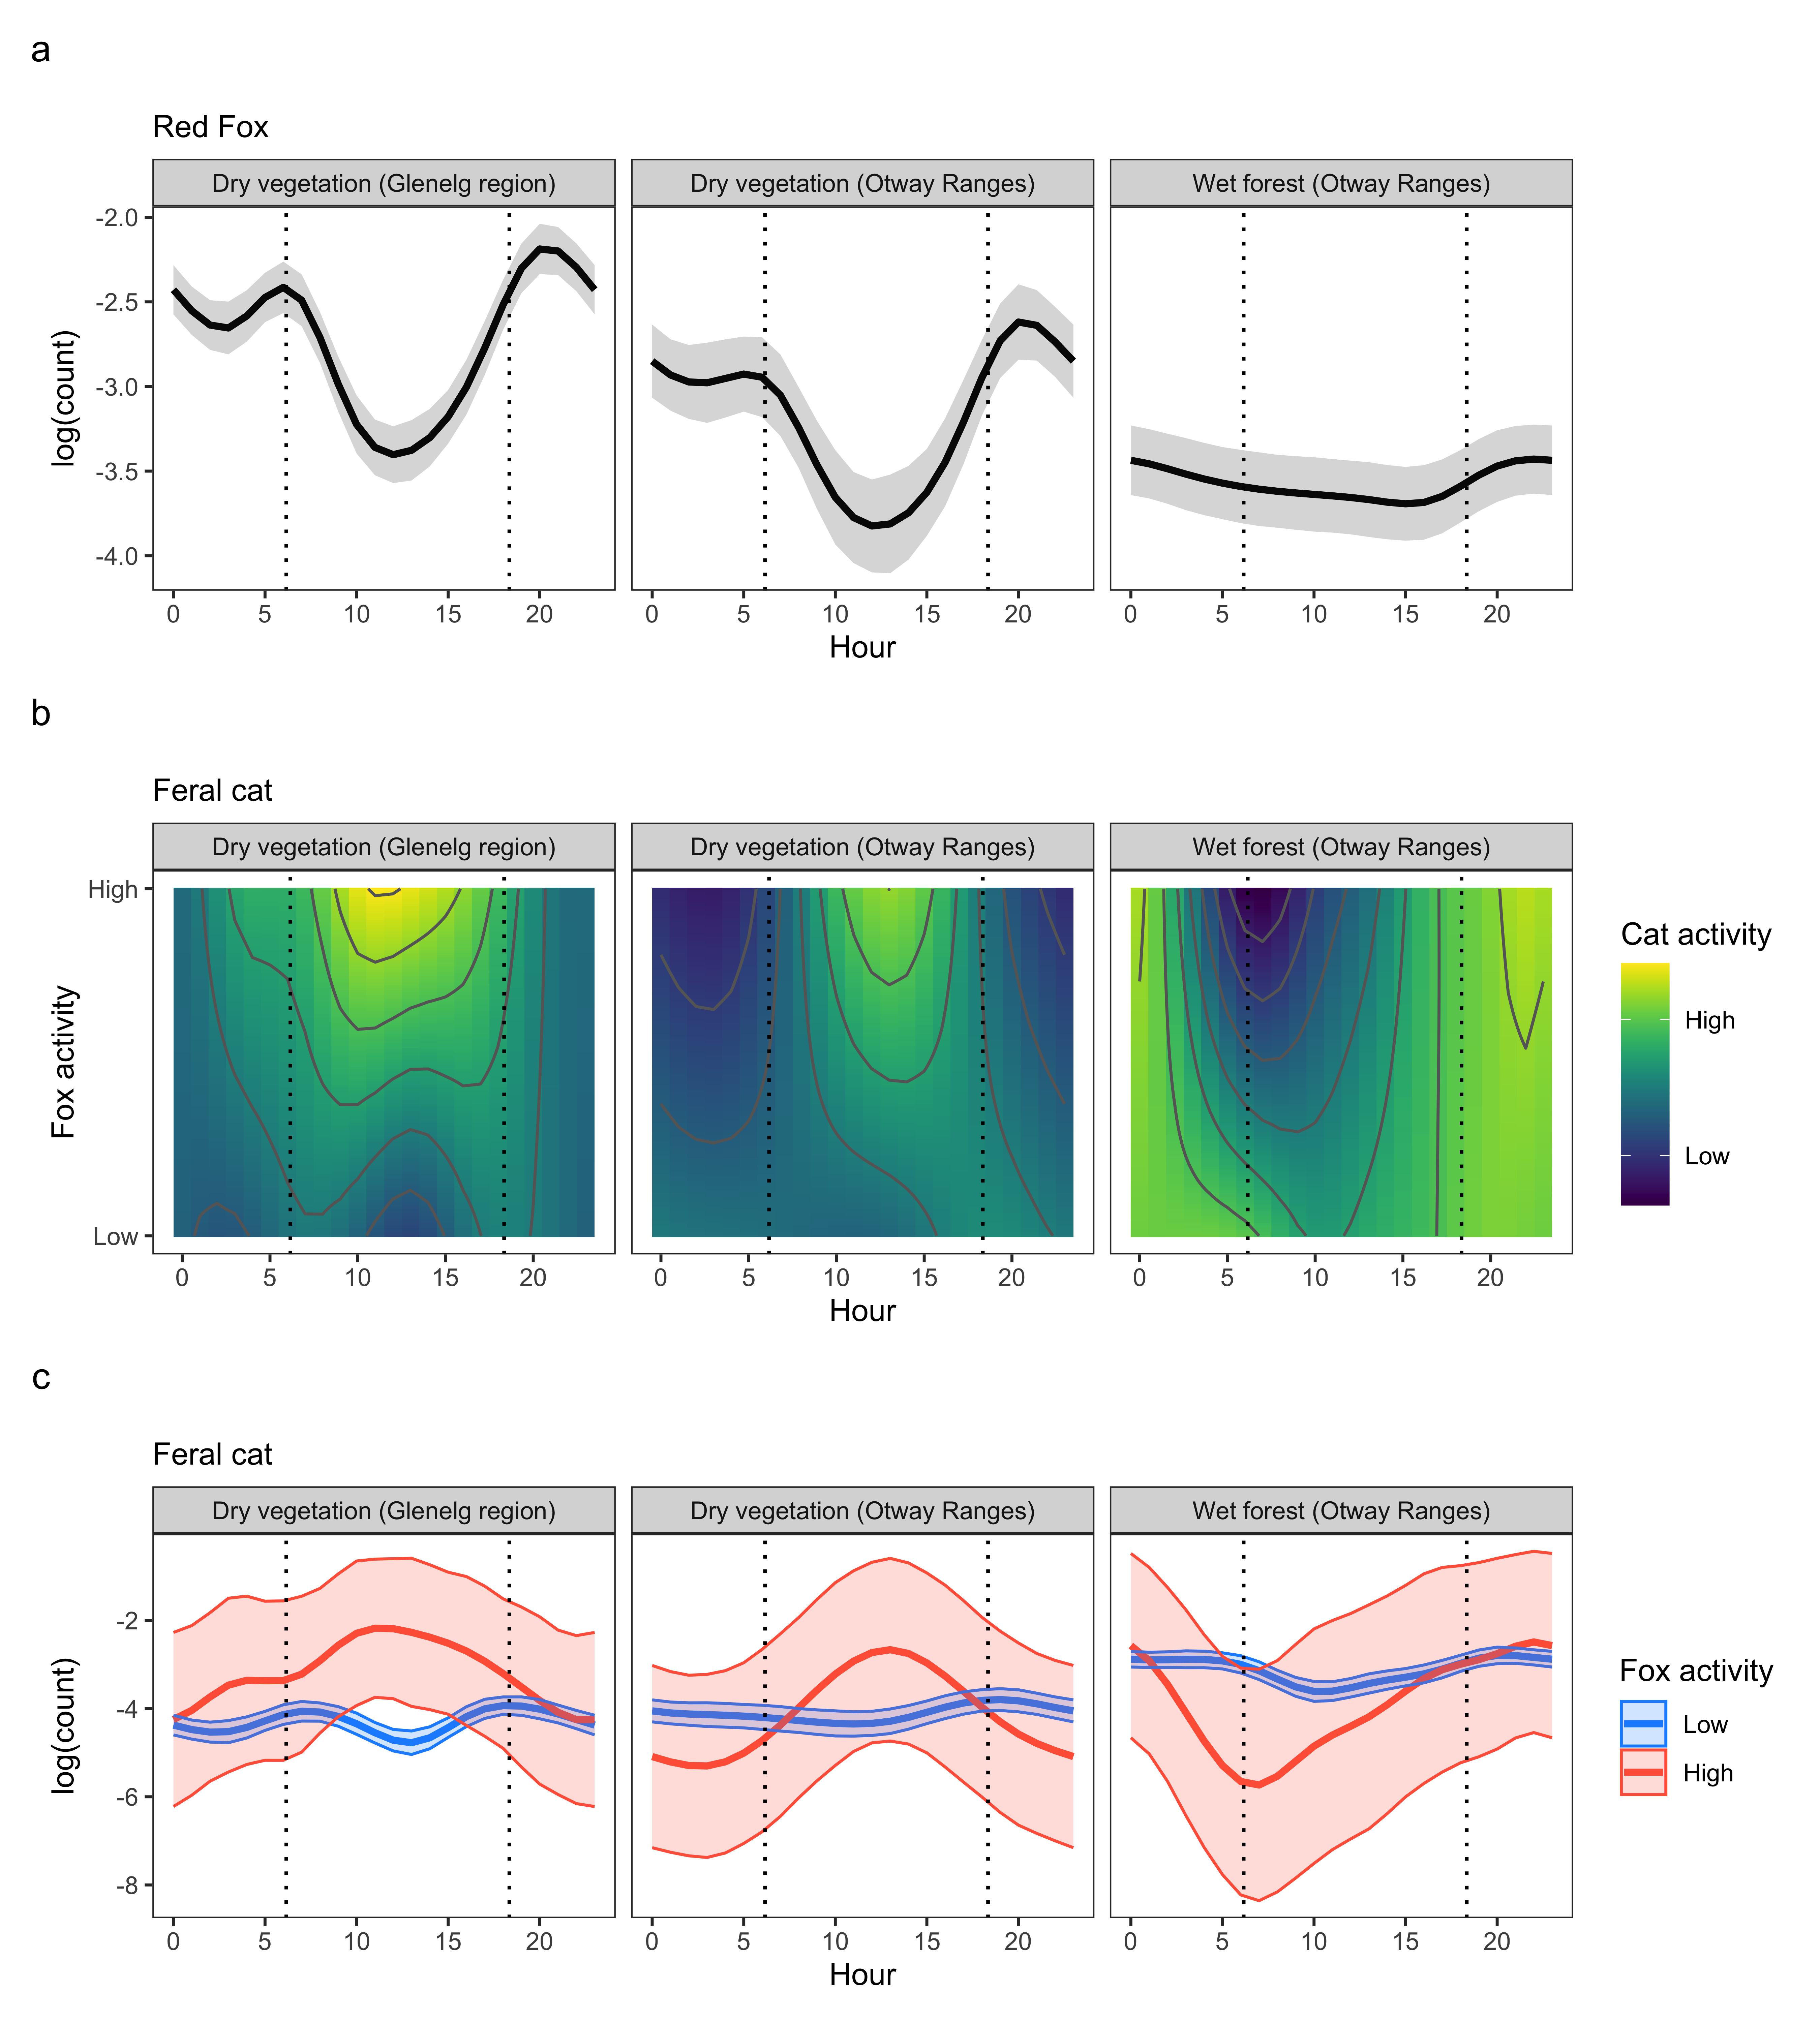 a
Red Fox
Dry vegetation (Glenelg region) Dry vegetation (Otway Ranges) Wet forest (Otway Ranges)
log(count)
-2.0
-2.5
-3.0
-3.5
-4.0
0 5 10 15 20 0 5 10 15 20 0 5 10 15 20
Hour
b
Feral cat
Dry vegetation (Glenelg region) Dry vegetation (Otway Ranges) Wet forest (Otway Ranges)
Fox activity
High
Low
0 5 10 15 20 0 5 10 15 20 0 5 10 15 20
Hour
Cat activity
High
Low
c
Feral cat
Dry vegetation (Glenelg region) Dry vegetation (Otway Ranges) Wet forest (Otway Ranges)
log(count)
-2
-4
-6
-8
0 5 10 15 20 0 5 10 15 20 0 5 10 15 20
Hour
Fox activity
Low
High